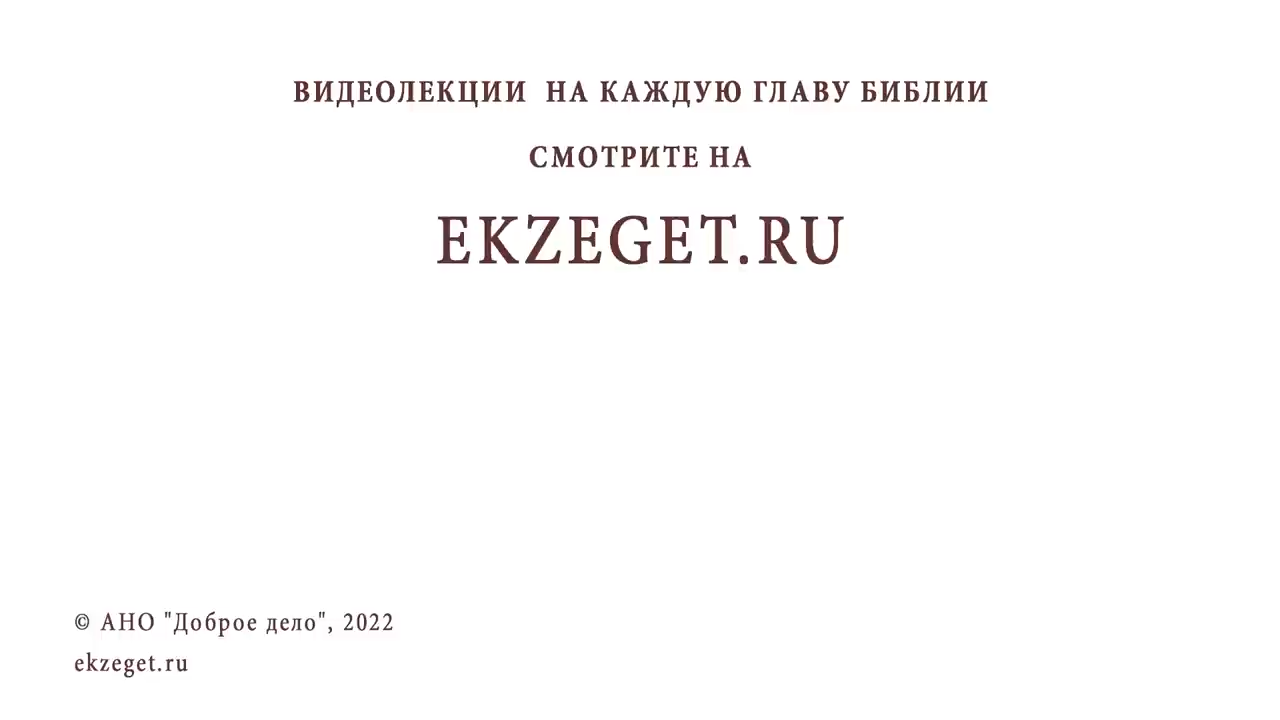 ВИДЕОЛЕКЦИИ НА КАЖДУЮ ГЛАВУ БИБЛИИ
СМОТРИТЕ НА
EKZEGET.RU
© АНО "Доброе дело", 2022
ekzeget.ru